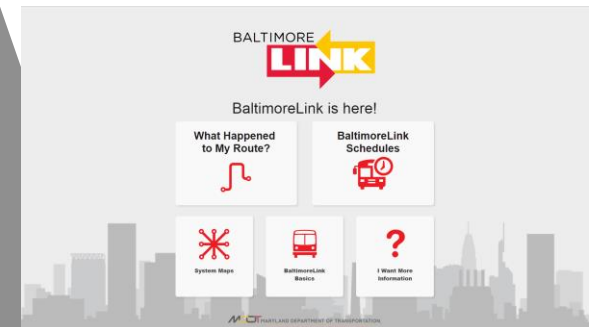 BALTIMORE
LINK
BaltimoreLink is here!
What Happened
to My Route?
BaltimoreLink
Schedules
System Maps
BaltimoreLink
Basics
I Want More
Information
MDOT MARYLAND DEPARTMENT OF TRANSPORTATION